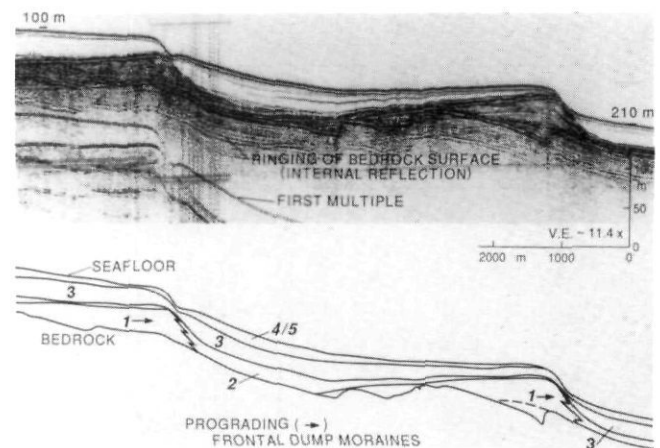 100 m
210 m
RINGING OF BEDROCK SURFACE
(INTERNAL REFLECTION)
FIRST MULTIPLE
0
m
50
V.E. ~ 11.4 x
100
2000 m 1000 0
SEAFLOOR
3
1→
BEDROCK
4/5
3
2
1→
PROGRADING (→)
FRONTAL DUMP MORAINES
3